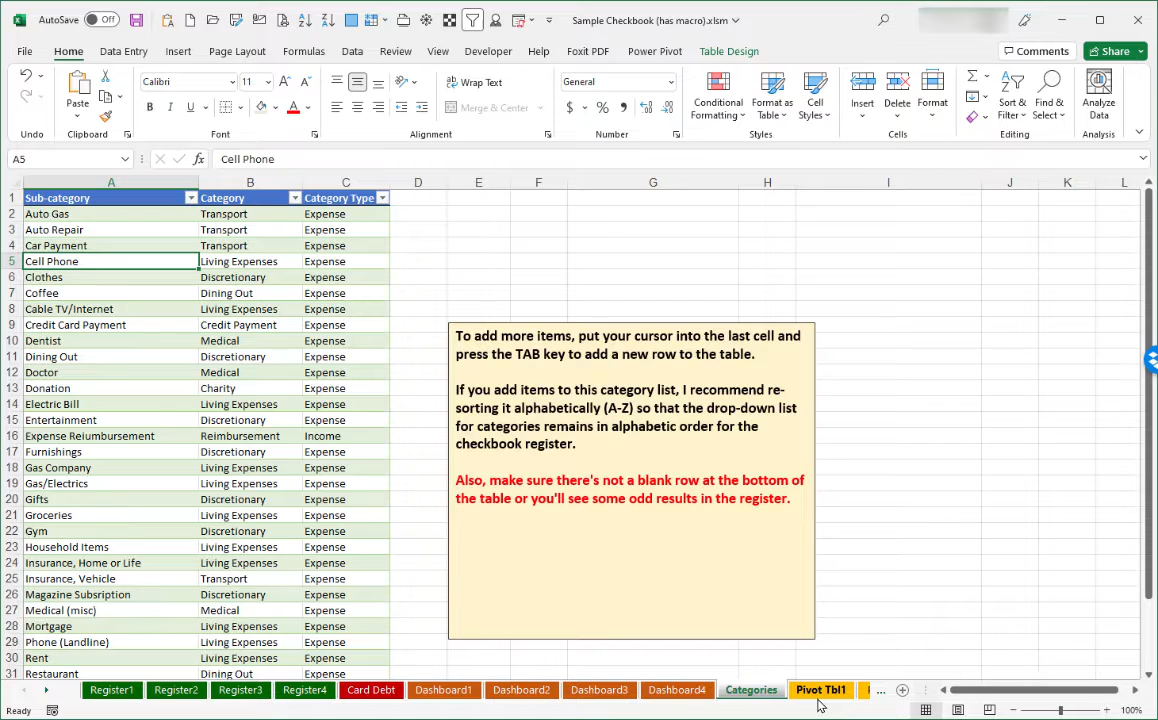 AutoSave Off Sample Checkbook (has macro).xlsm
File Home Data Entry Insert Page Layout Formulas Data Review View Developer Help Foxit PDF Power Pivot Table Design Comments Share
Calibri 11 Wrap Text General
Paste Merge & Center Conditional Formatting Format as Table Cell Styles Insert Delete Format Sort & Filter Find & Select Analyze Data
Undo Clipboard Font Alignment Number Styles Cells Editing Analysis
A5 fx Cell Phone
A B C D E F G H I J K L
1 Sub-category Category Category Type
2 Auto Gas Transport Expense
3 Auto Repair Transport Expense
4 Car Payment Transport Expense
5 Cell Phone Living Expenses Expense
6 Clothes Discretionary Expense
7 Coffee Dining Out Expense
8 Cable TV/Internet Living Expenses Expense
9 Credit Card Payment Credit Payment Expense
10 Dentist Medical Expense
11 Dining Out Discretionary Expense
12 Doctor Medical Expense
13 Donation Charity Expense
14 Electric Bill Living Expenses Expense
15 Entertainment Discretionary Expense
16 Expense Reiumbursement Reimbursement Income
17 Furnishings Discretionary Expense
18 Gas Company Living Expenses Expense
19 Gas/Electrics Living Expenses Expense
20 Gifts Discretionary Expense
21 Groceries Living Expenses Expense
22 Gym Discretionary Expense
23 Household Items Living Expenses Expense
24 Insurance, Home or Life Living Expenses Expense
25 Insurance, Vehicle Transport Expense
26 Magazine Subsription Discretionary Expense
27 Medical (misc) Medical Expense
28 Mortgage Living Expenses Expense
29 Phone (Landline) Living Expenses Expense
30 Rent Living Expenses Expense
31 Restaurant Dining Out Expense
To add more items, put your cursor into the last cell and
press the TAB key to add a new row to the table.
If you add items to this category list, I recommend re-
sorting it alphabetically (A-Z) so that the drop-down list
for categories remains in alphabetic order for the
checkbook register.
Also, make sure there's not a blank row at the bottom of
the table or you'll see some odd results in the register.
Register1 Register2 Register3 Register4 Card Debt Dashboard1 Dashboard2 Dashboard3 Dashboard4 Categories Pivot Tbl1 ...
Ready 100%